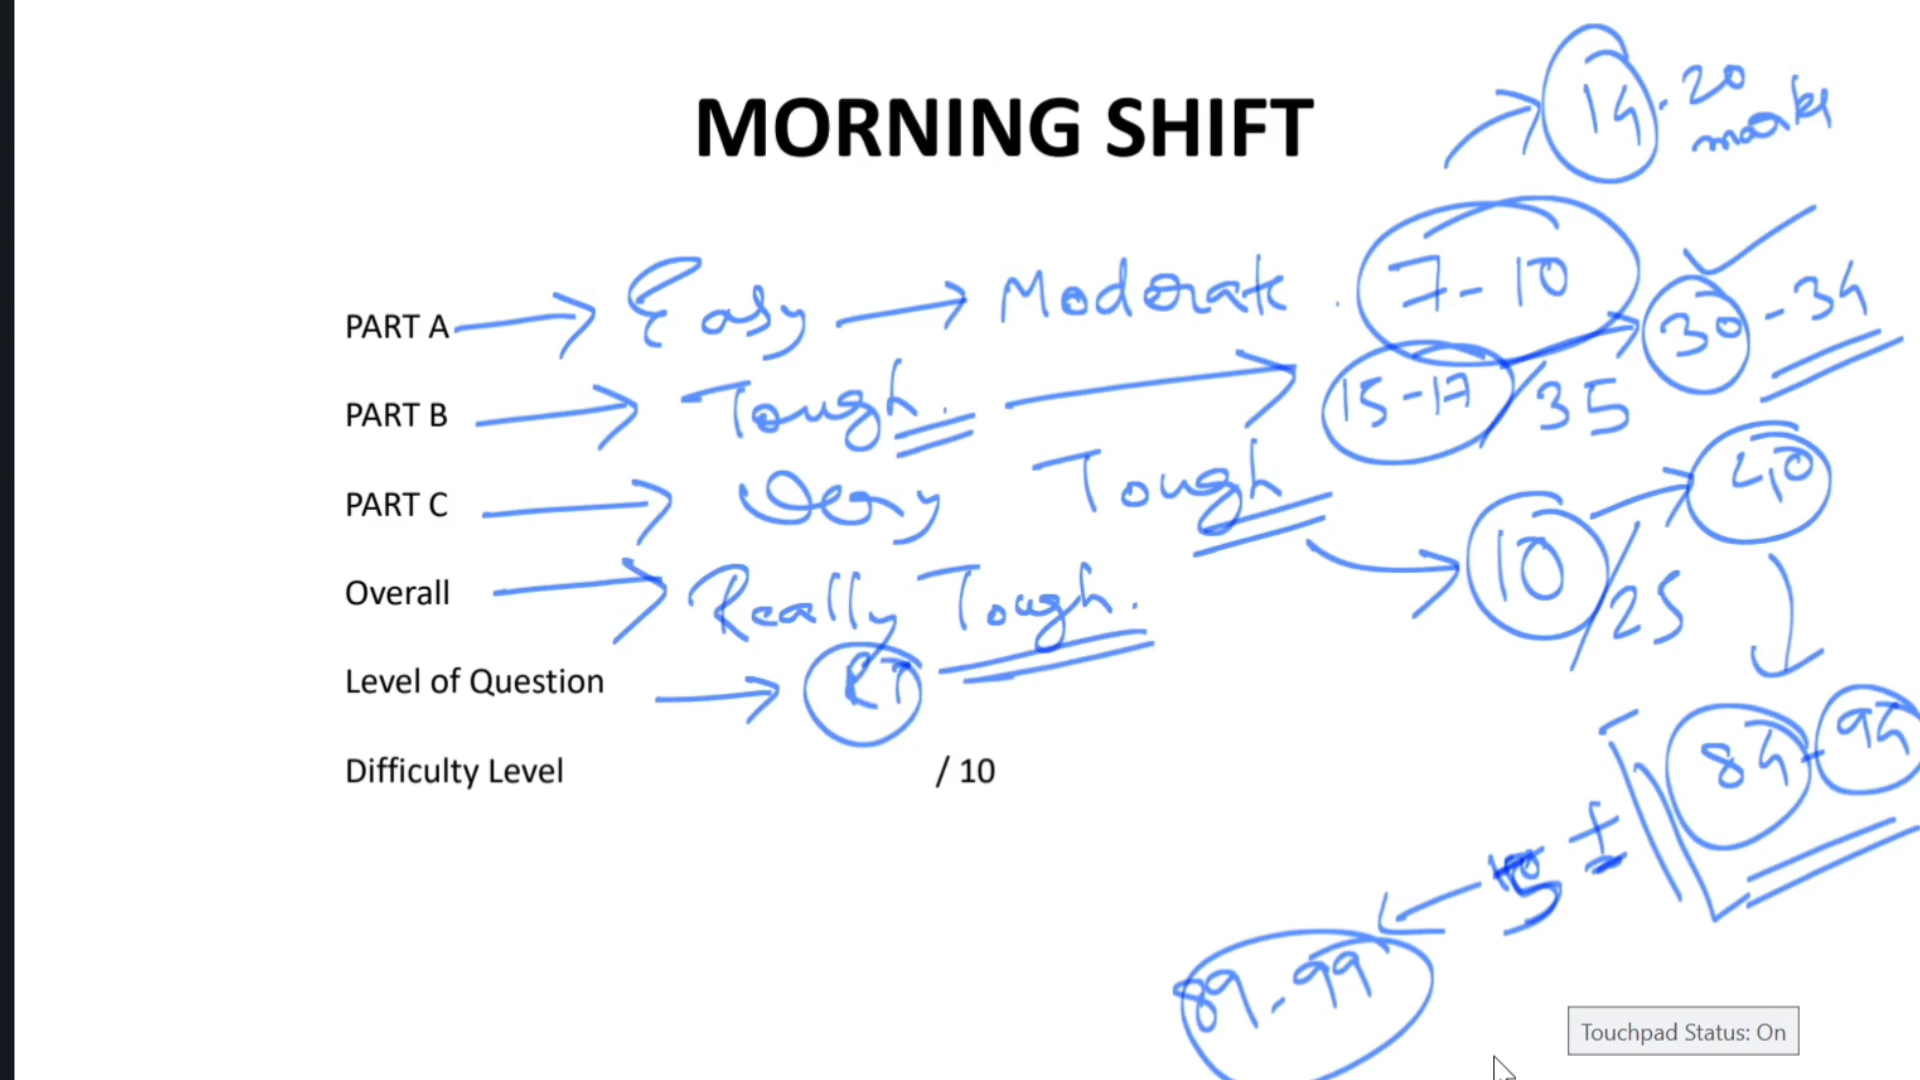 MORNING SHIFT
14 - 20 marks
PART A → Easy → Moderate . 7 - 10
30 - 34
PART B → Tough. → 15 - 17 / 35
PART C → Very Tough → 10 / 25 → 40
Overall → Really Tough.
Level of Question → RT
Difficulty Level / 10
84 - 94
5 ±
89 - 99
Touchpad Status: On